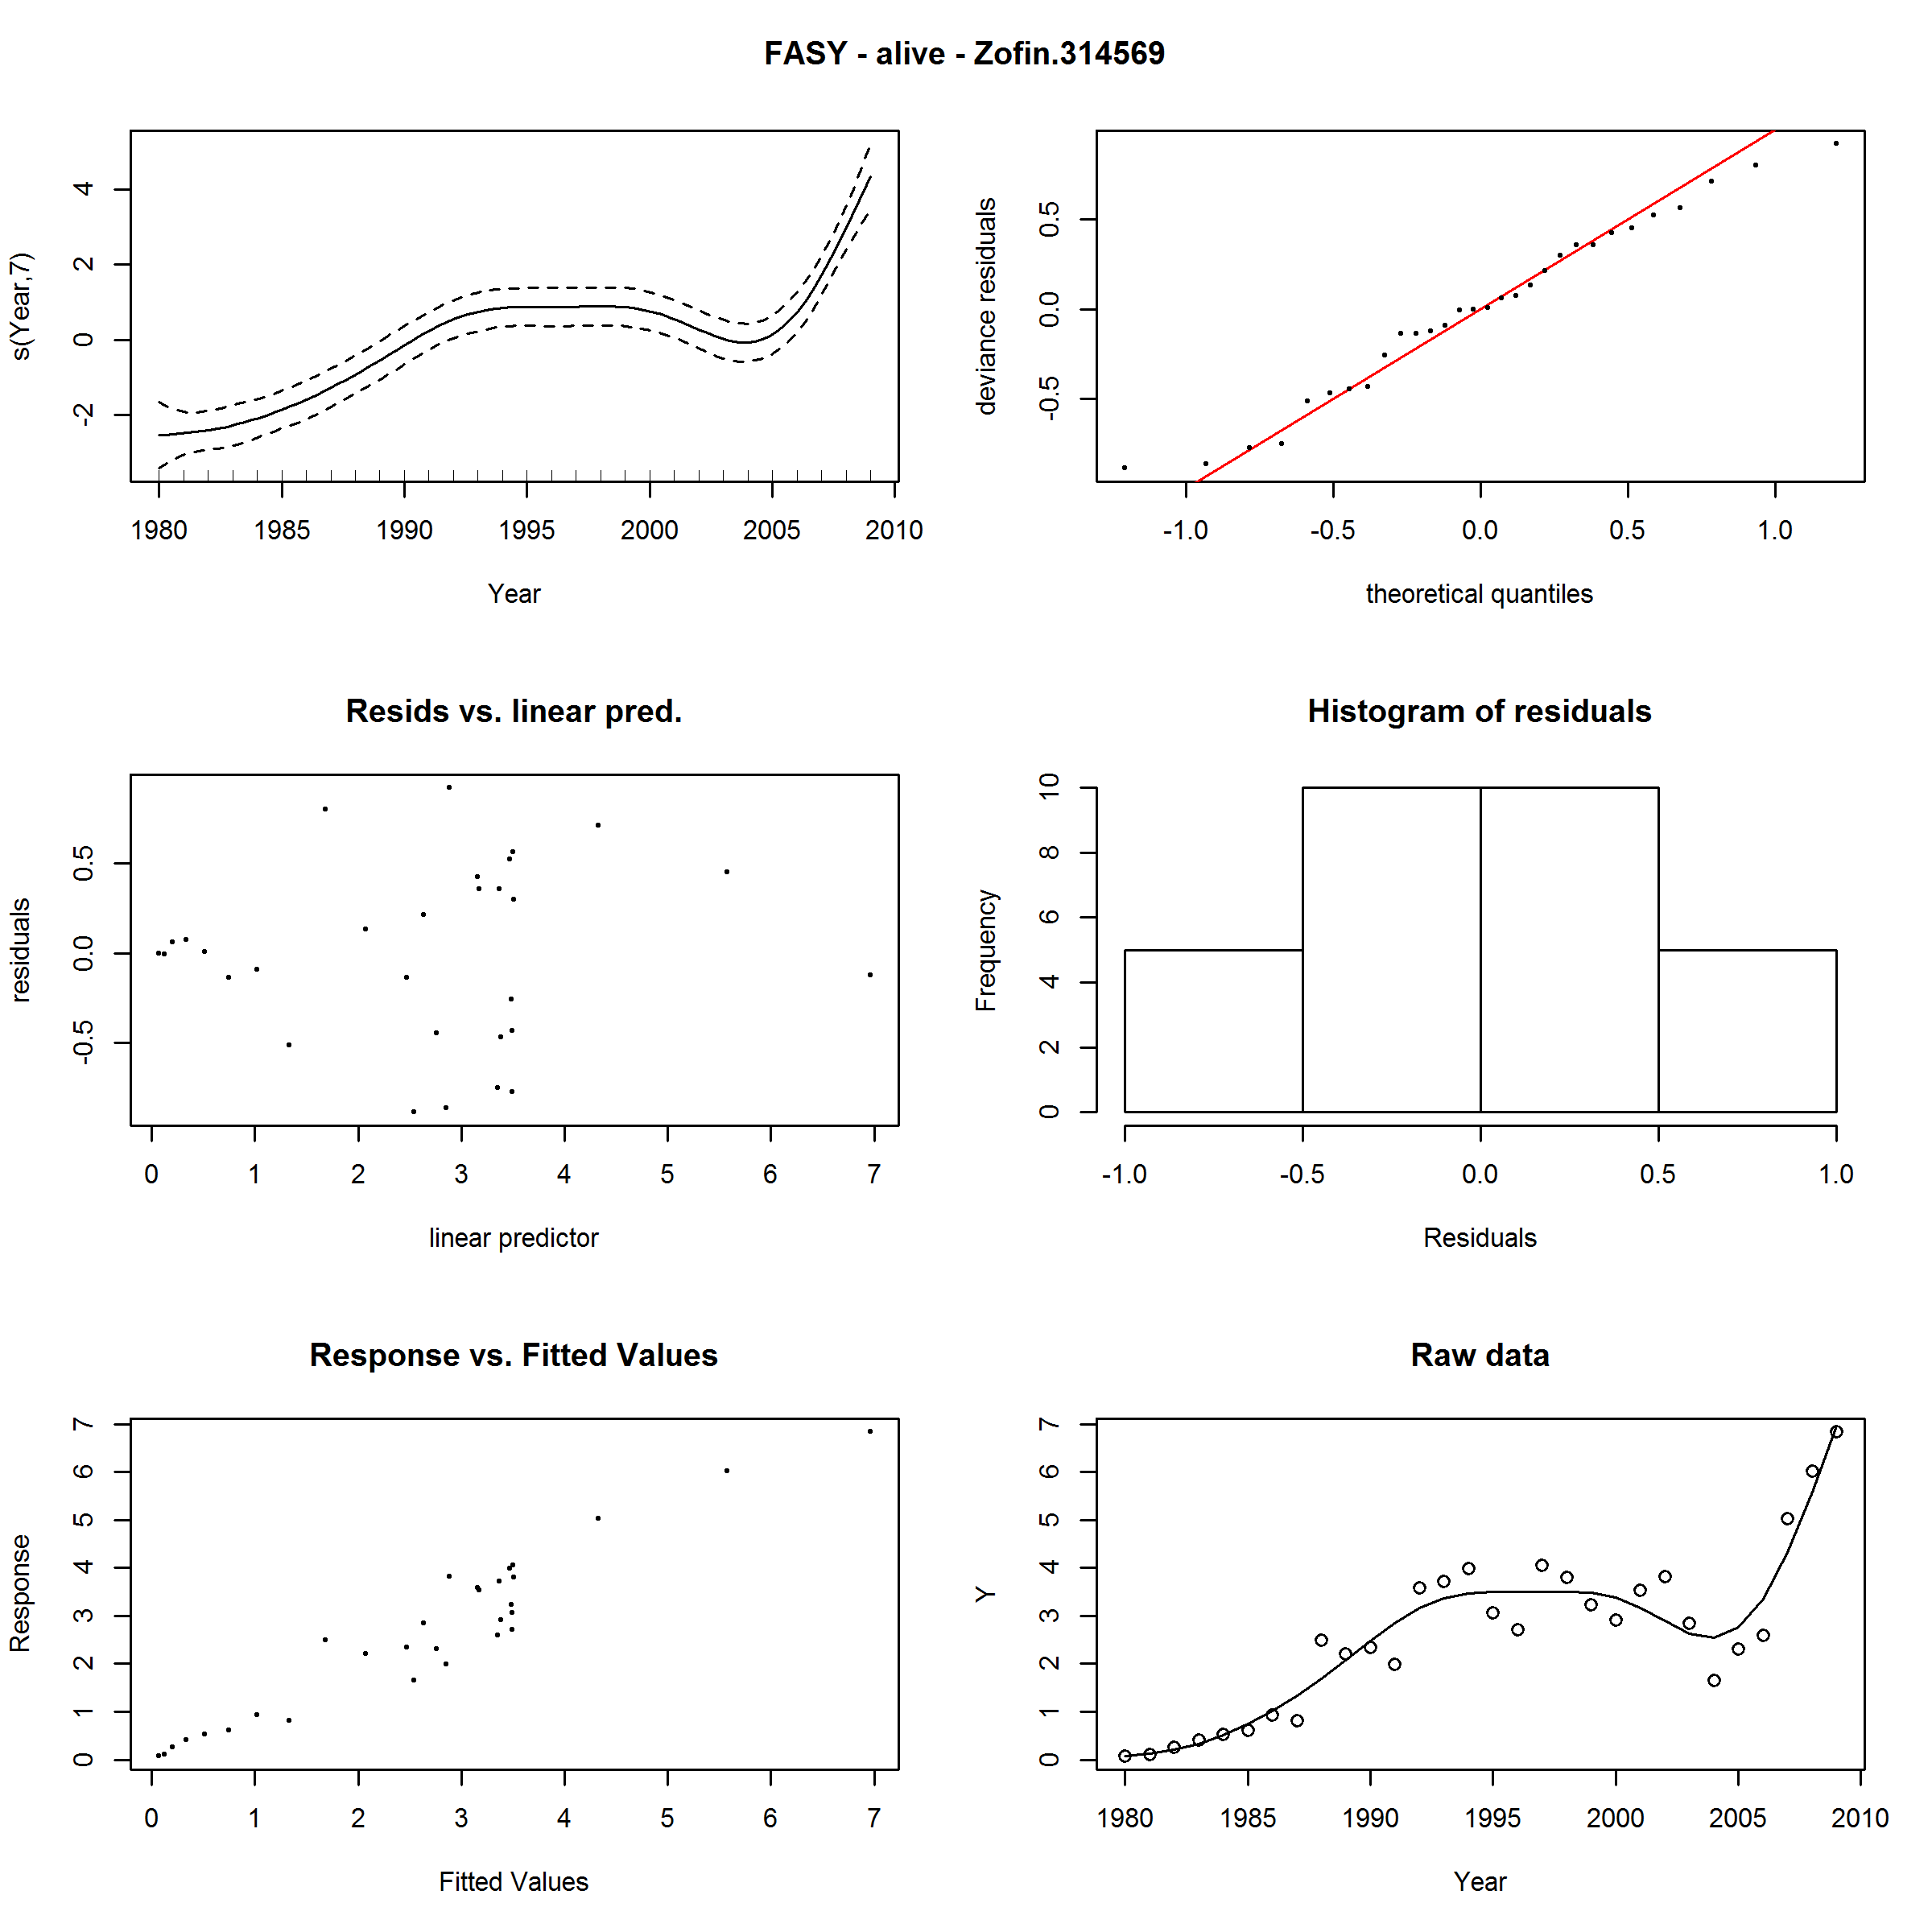 FASY - alive - Zofin.314569
s(Year,7)
4
2
0
-2
1980 1985 1990 1995 2000 2005 2010
Year
deviance residuals
0.5
0.0
-0.5
-1.0 -0.5 0.0 0.5 1.0
theoretical quantiles
Resids vs. linear pred.
residuals
0.5
0.0
-0.5
0 1 2 3 4 5 6 7
linear predictor
Histogram of residuals
Frequency
10
8
6
4
2
0
-1.0 -0.5 0.0 0.5 1.0
Residuals
Response vs. Fitted Values
Response
7
6
5
4
3
2
1
0
0 1 2 3 4 5 6 7
Fitted Values
Raw data
Y
7
6
5
4
3
2
1
0
1980 1985 1990 1995 2000 2005 2010
Year